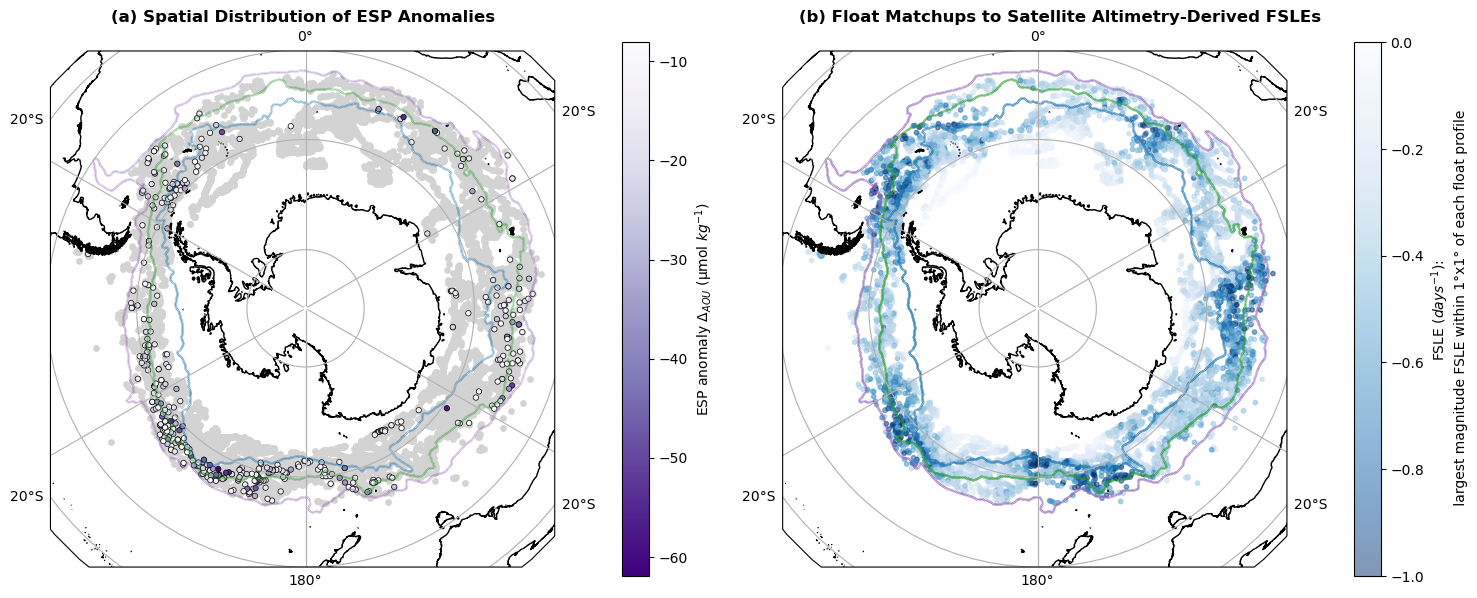 (a) Spatial Distribution of ESP Anomalies
0°
20°S
20°S
20°S
20°S
180°
−10
−20
−30
−40
−50
−60
ESP anomaly Δ_AOU (μmol kg⁻¹)
(b) Float Matchups to Satellite Altimetry-Derived FSLEs
0°
20°S
20°S
20°S
20°S
180°
0.0
−0.2
−0.4
−0.6
−0.8
−1.0
FSLE (days⁻¹):
largest magnitude FSLE within 1°x1° of each float profile